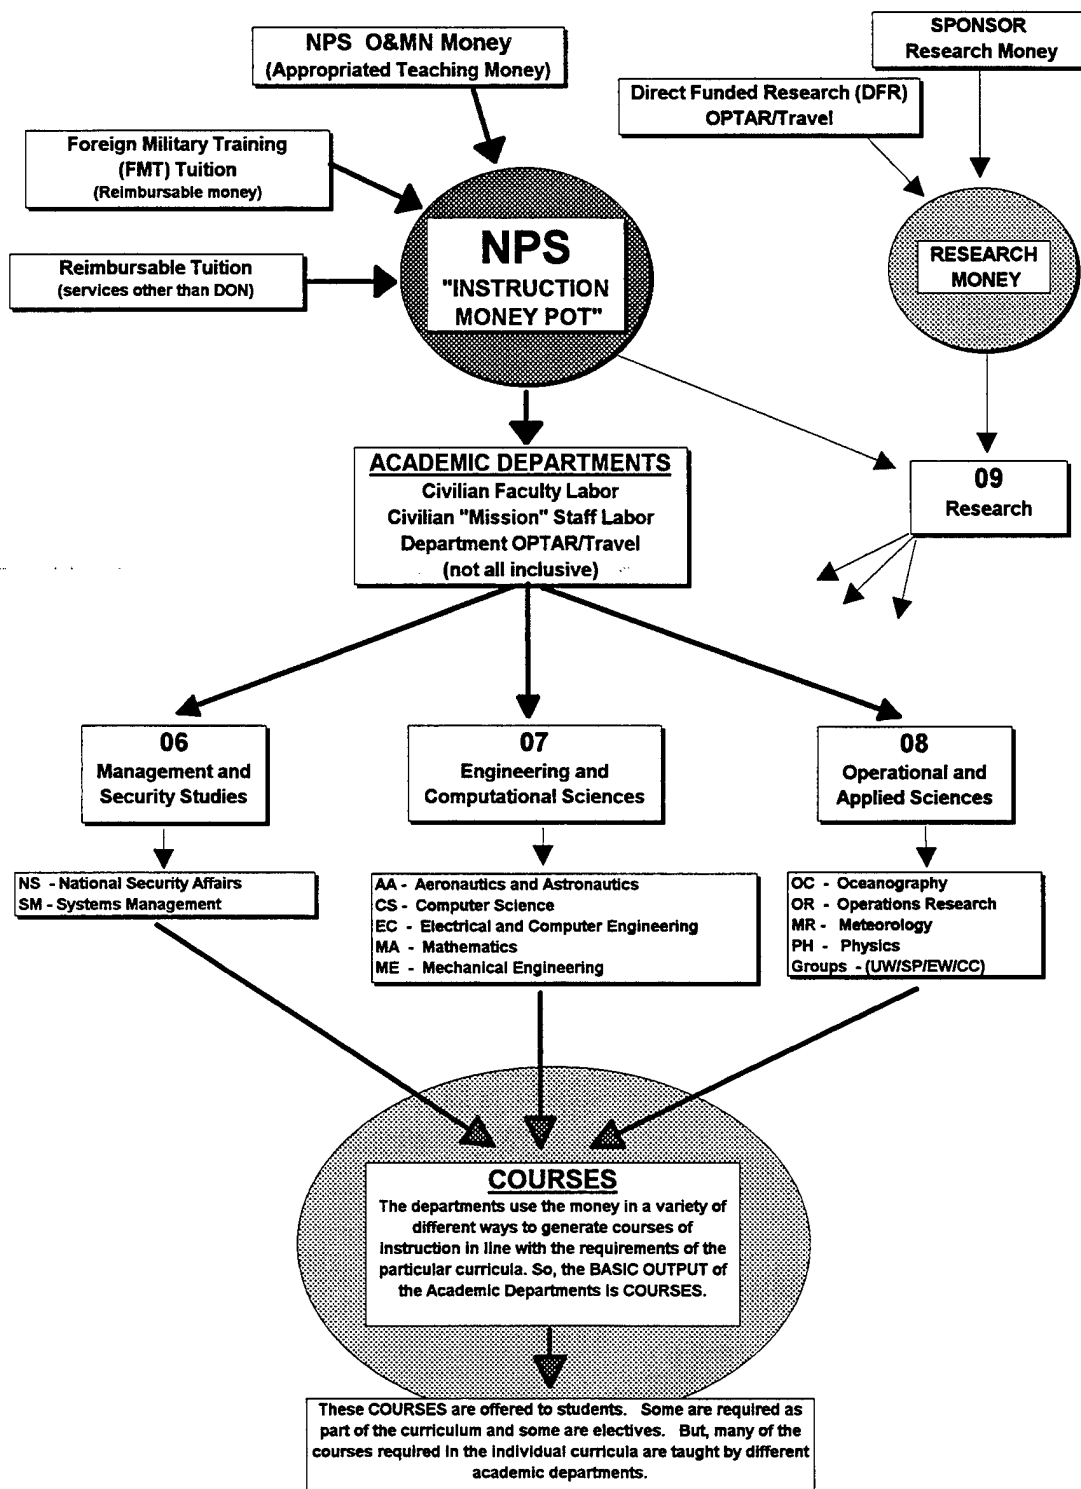 SPONSOR
Research Money
NPS O&MN Money
(Appropriated Teaching Money)
Direct Funded Research (DFR)
OPTAR/Travel
Foreign Military Training
(FMT) Tuition
(Reimbursable money)
Reimbursable Tuition
(services other than DON)
NPS
"INSTRUCTION
MONEY POT"
RESEARCH
MONEY
ACADEMIC DEPARTMENTS
Civilian Faculty Labor
Civilian "Mission" Staff Labor
Department OPTAR/Travel
(not all inclusive)
09
Research
06
Management and
Security Studies
07
Engineering and
Computational Sciences
08
Operational and
Applied Sciences
NS - National Security Affairs
SM - Systems Management
AA - Aeronautics and Astronautics
CS - Computer Science
EC - Electrical and Computer Engineering
MA - Mathematics
ME - Mechanical Engineering
OC - Oceanography
OR - Operations Research
MR - Meteorology
PH - Physics
Groups - (UW/SP/EW/CC)
COURSES
The departments use the money in a variety of
different ways to generate courses of
instruction in line with the requirements of the
particular curricula. So, the BASIC OUTPUT of
the Academic Departments is COURSES.
These COURSES are offered to students. Some are required as
part of the curriculum and some are electives. But, many of the
courses required in the individual curricula are taught by different
academic departments.